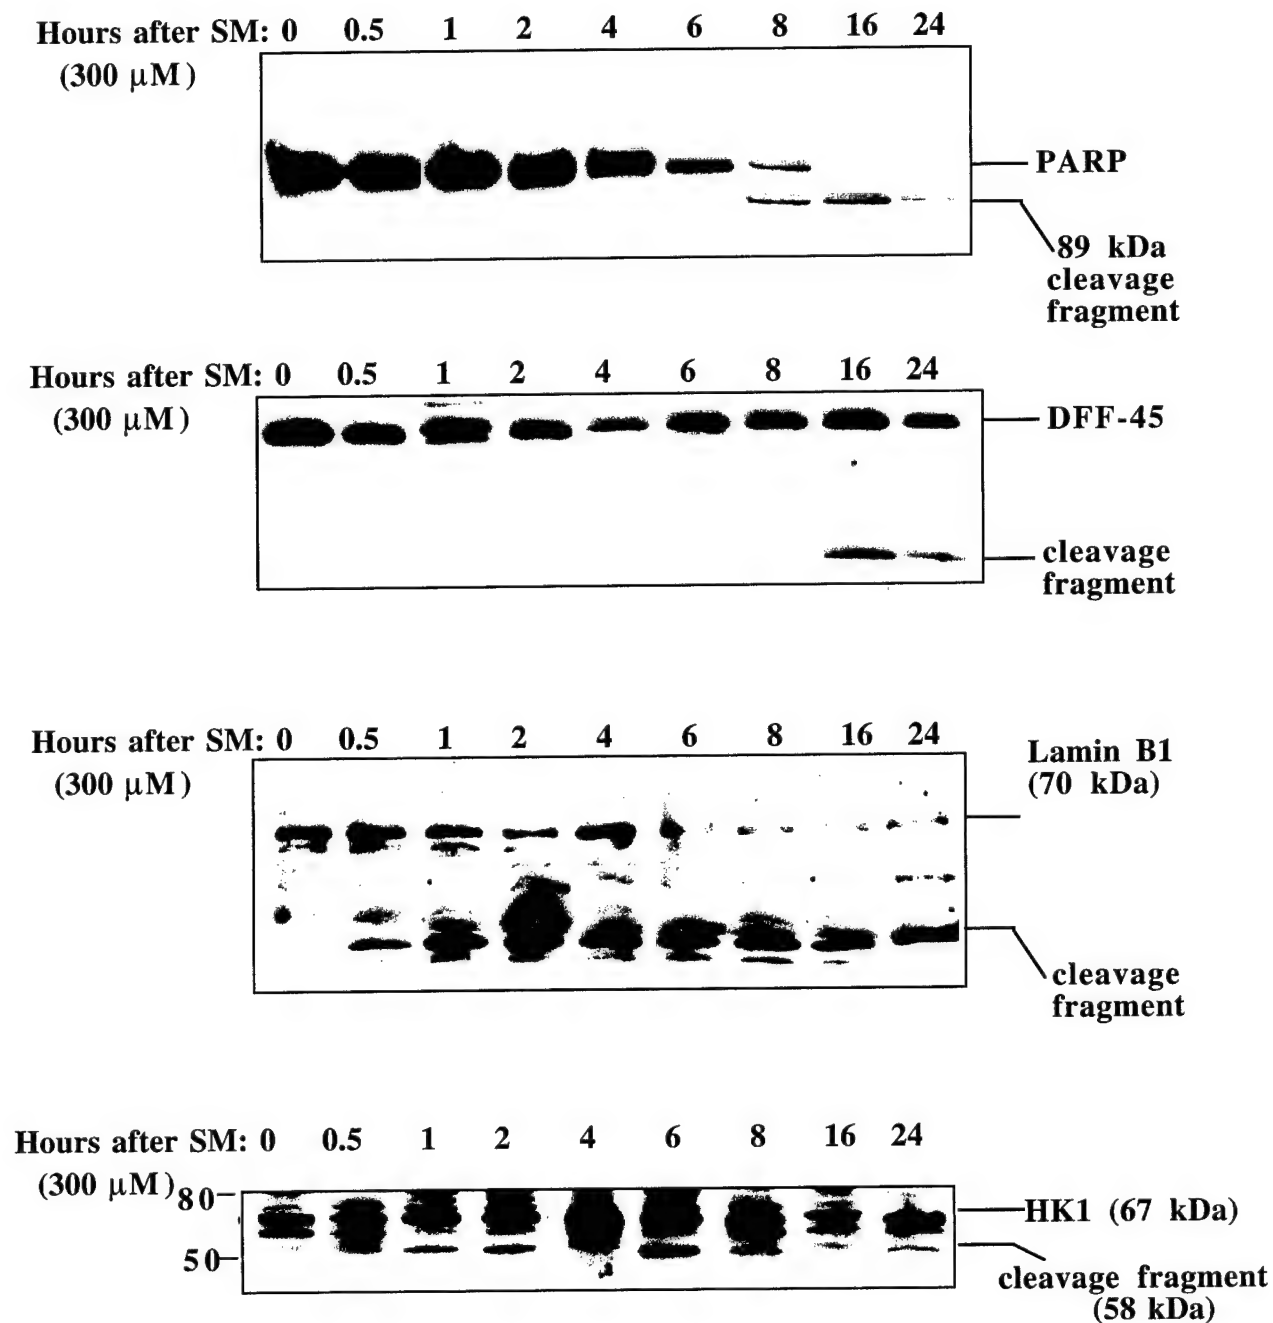 Hours after SM: 0 0.5 1 2 4 6 8 16 24
(300 μM)
PARP
89 kDa
cleavage
fragment
Hours after SM: 0 0.5 1 2 4 6 8 16 24
(300 μM)
DFF-45
cleavage
fragment
Hours after SM: 0 0.5 1 2 4 6 8 16 24
(300 μM)
Lamin B1
(70 kDa)
cleavage
fragment
Hours after SM: 0 0.5 1 2 4 6 8 16 24
(300 μM)
80
HK1 (67 kDa)
50
cleavage fragment
(58 kDa)